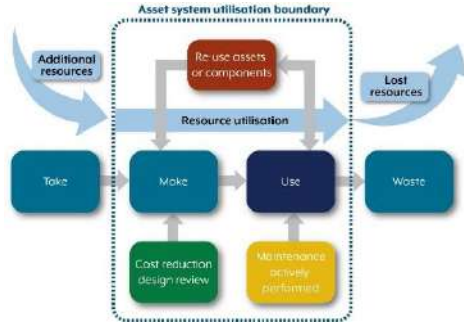 Asset system utilisation boundary
Additional
resources
Re-use assets
or components
Lost
resources
Resource utilisation
Take
Make
Use
Waste
Cost reduction
design review
Maintenance
actively
performed